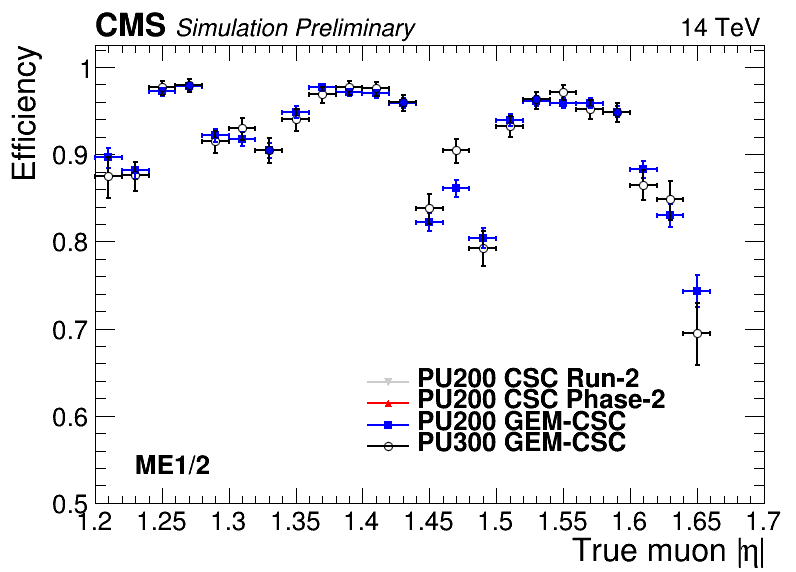 CMS Simulation Preliminary 14 TeV
Efficiency
1
0.9
0.8
0.7
0.6
0.5
PU200 CSC Run-2
PU200 CSC Phase-2
PU200 GEM-CSC
PU300 GEM-CSC
ME1/2
1.2 1.25 1.3 1.35 1.4 1.45 1.5 1.55 1.6 1.65 1.7
True muon |η|